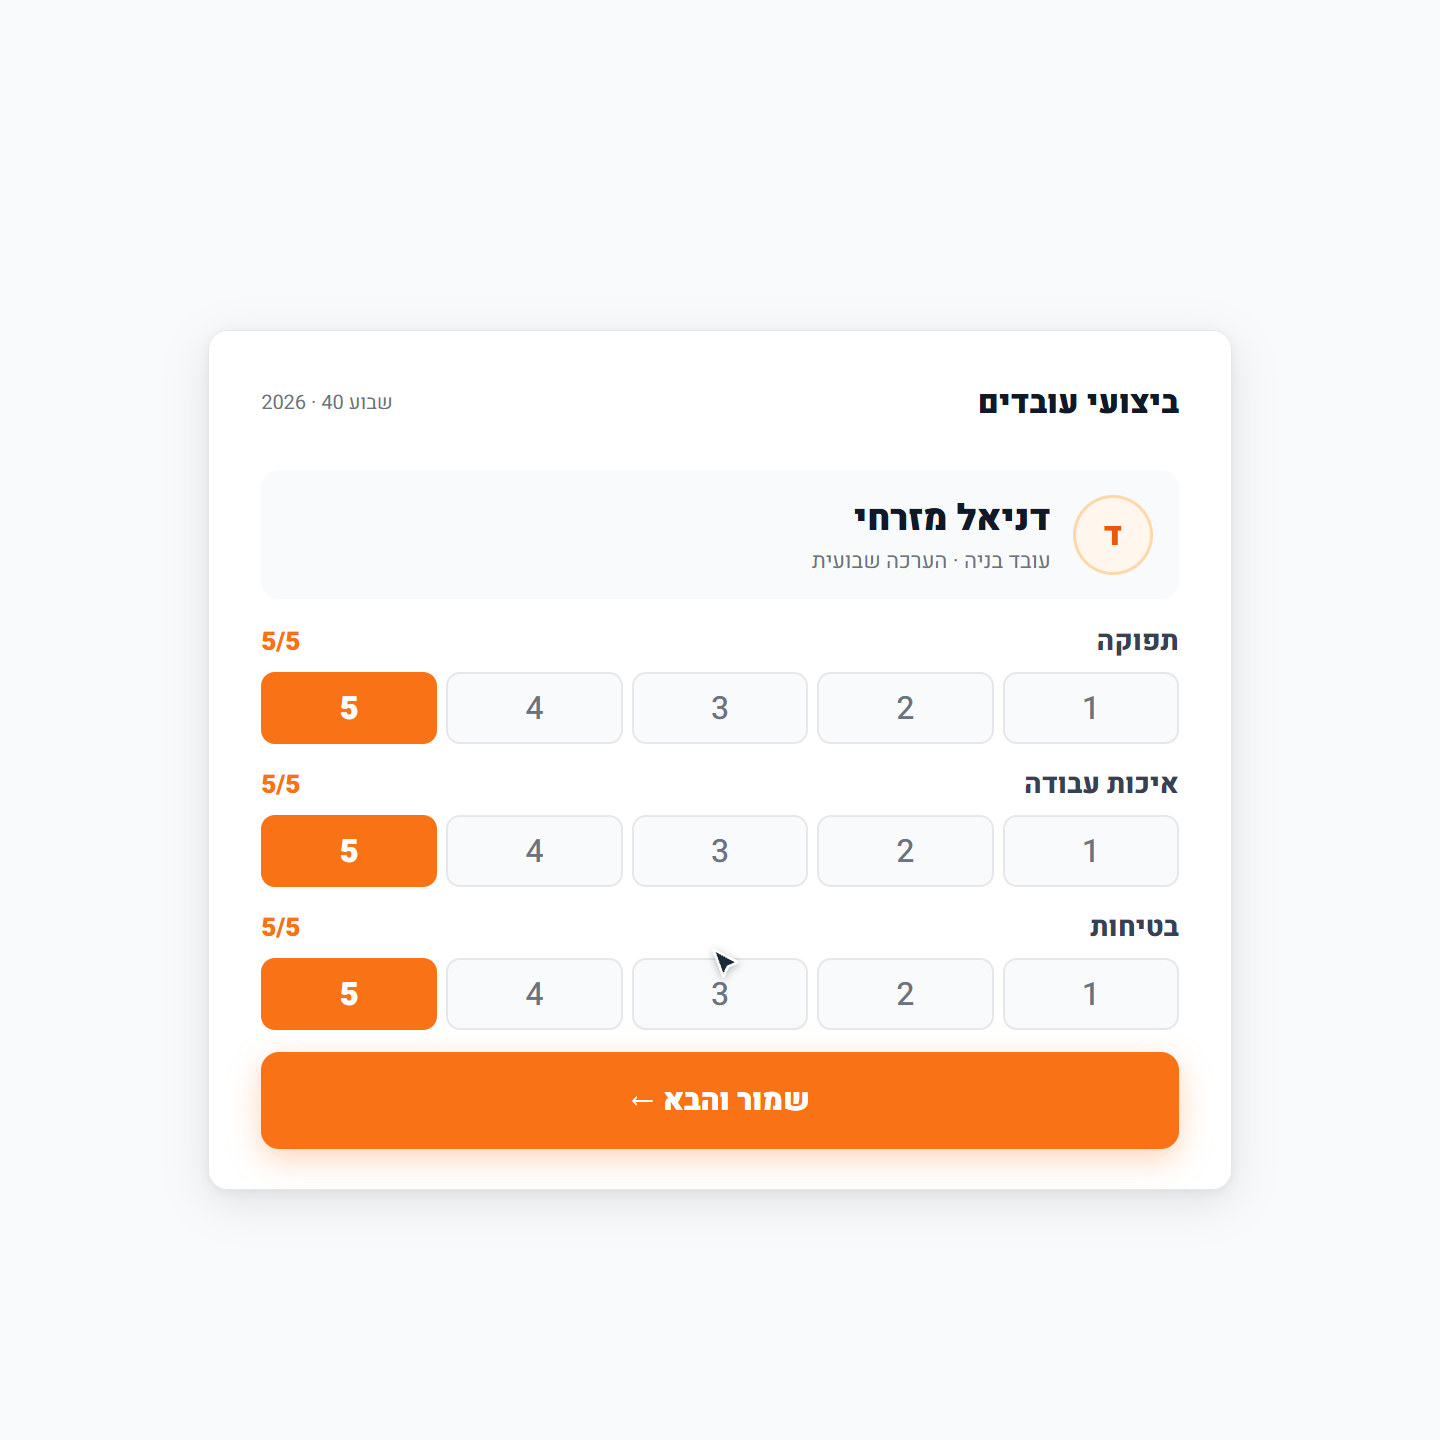 ביצועי עובדים
שבוע 40 · 2026
ד
דניאל מזרחי
עובד בניה · הערכה שבועית
תפוקה 5/5
1 2 3 4 5
איכות עבודה 5/5
1 2 3 4 5
בטיחות 5/5
1 2 3 4 5
שמור והבא ←